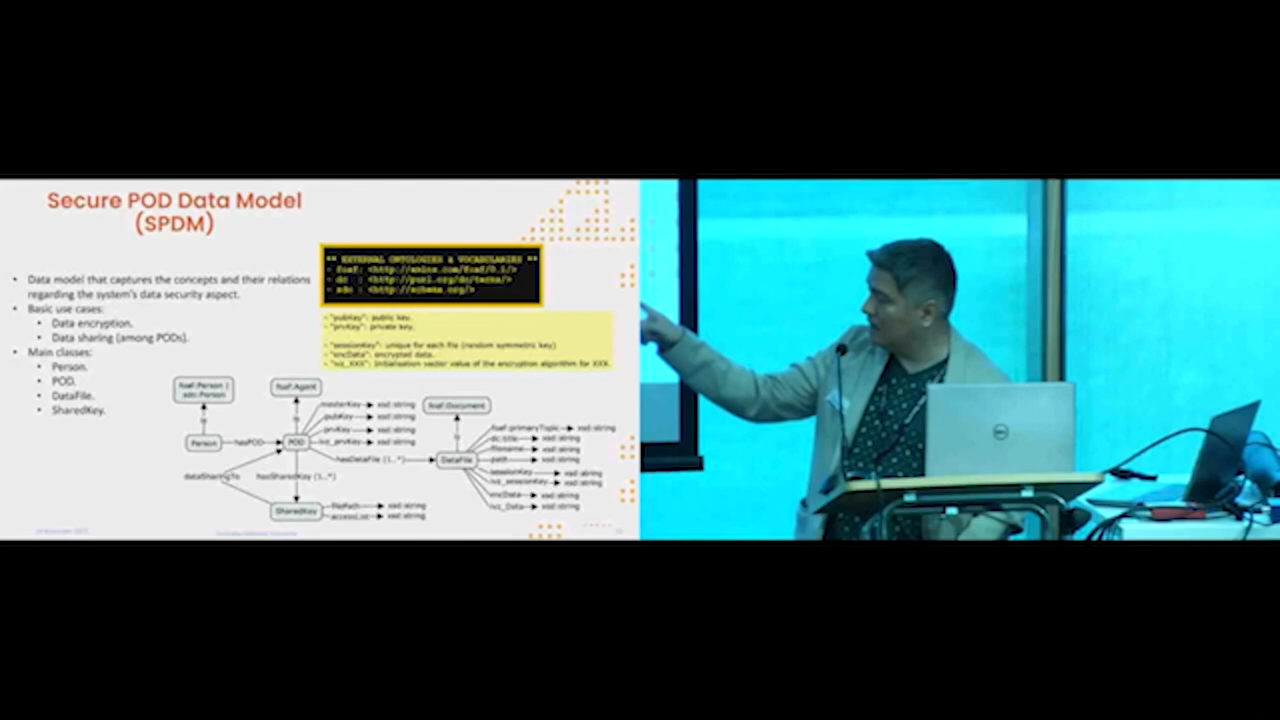 Secure POD Data Model
(SPDM)
• Data model that captures the concepts and their relations
regarding the system's data security aspect.
• Basic use cases:
• Data encryption.
• Data sharing (among PODs).
• Main classes:
• Person.
• POD.
• DataFile.
• SharedKey.
** EXTERNAL ONTOLOGIES & VOCABULARIES **
- foaf: <http://xmlns.com/foaf/0.1/>
- dc : <http://purl.org/dc/terms/>
- sdo : <http://schema.org/>
- "pubKey": public key.
- "prvKey": private key.
- "sessionKey": unique for each file (random symmetric key)
- "encData": encrypted data.
- "ivz_XXX": initialisation vector value of the encryption algorithm for XXX.
foaf:Person |
sdo:Person
foaf:Agent
foaf:Document
masterKey xsd:string
pubKey xsd:string
prvKey xsd:string
ivz_prvKey xsd:string
Person hasPOD POD
hasDataFile (1..*) DataFile
foaf:primaryTopic xsd:string
dc:title xsd:string
filename xsd:string
path xsd:string
sessionKey xsd:string
ivz_sessionKey xsd:string
encData xsd:string
ivz_Data xsd:string
dataSharingTo hasSharedKey (1..*)
SharedKey
filePath xsd:string
accessList xsd:string
DELL